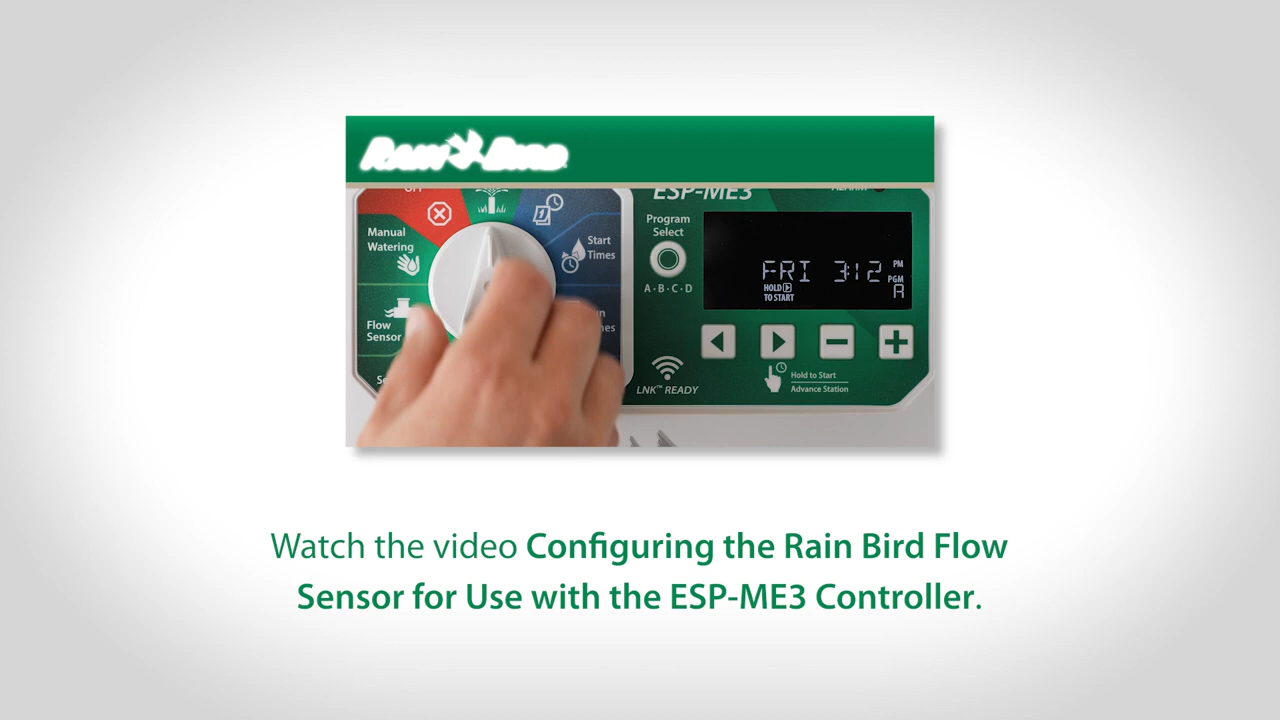 Rain Bird
ESP-ME3
Manual
Watering
Start
Times
Flow
Sensor
Program
Select
A·B·C·D
FRI 3:12 PM
HOLD
TO START
PGM
A
LNK™ READY
Hold to Start
Advance Station
Watch the video Configuring the Rain Bird Flow
Sensor for Use with the ESP-ME3 Controller.